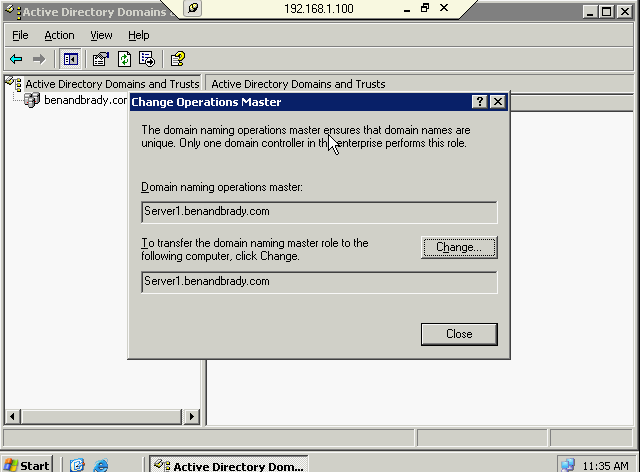 Active Directory Domains
192.168.1.100
File Action View Help
Active Directory Domains and Trusts
Active Directory Domains and Trusts
benandbrady.com
Change Operations Master
The domain naming operations master ensures that domain names are
unique. Only one domain controller in the enterprise performs this role.
Domain naming operations master:
Server1.benandbrady.com
To transfer the domain naming master role to the
following computer, click Change.
Change...
Server1.benandbrady.com
Close
Start
Active Directory Dom...
11:35 AM